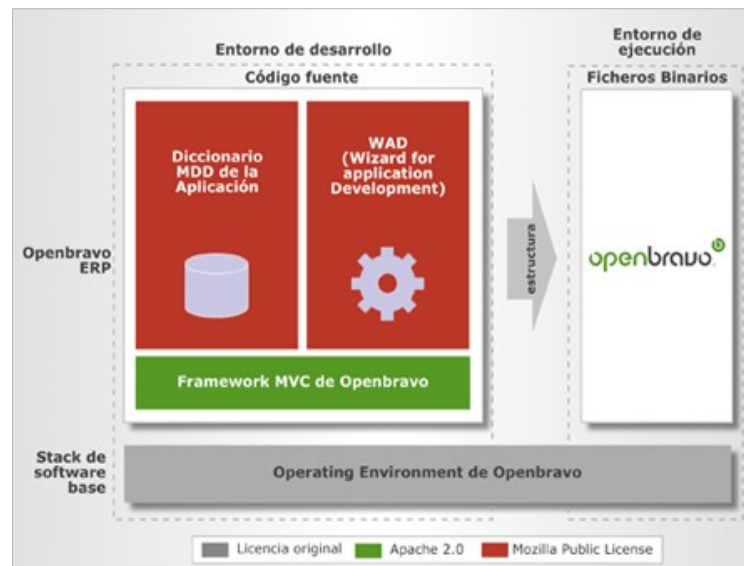 Entorno de desarrollo
Entorno de
ejecución
Código fuente
Ficheros Binarios
Diccionario
MDD de la
Aplicación
WAD
(Wizard for
application
Development)
Openbravo
ERP
estructura
openbravo
Framework MVC de Openbravo
Stack de
software
base
Operating Environment de Openbravo
Licencia original
Apache 2.0
Mozilla Public License